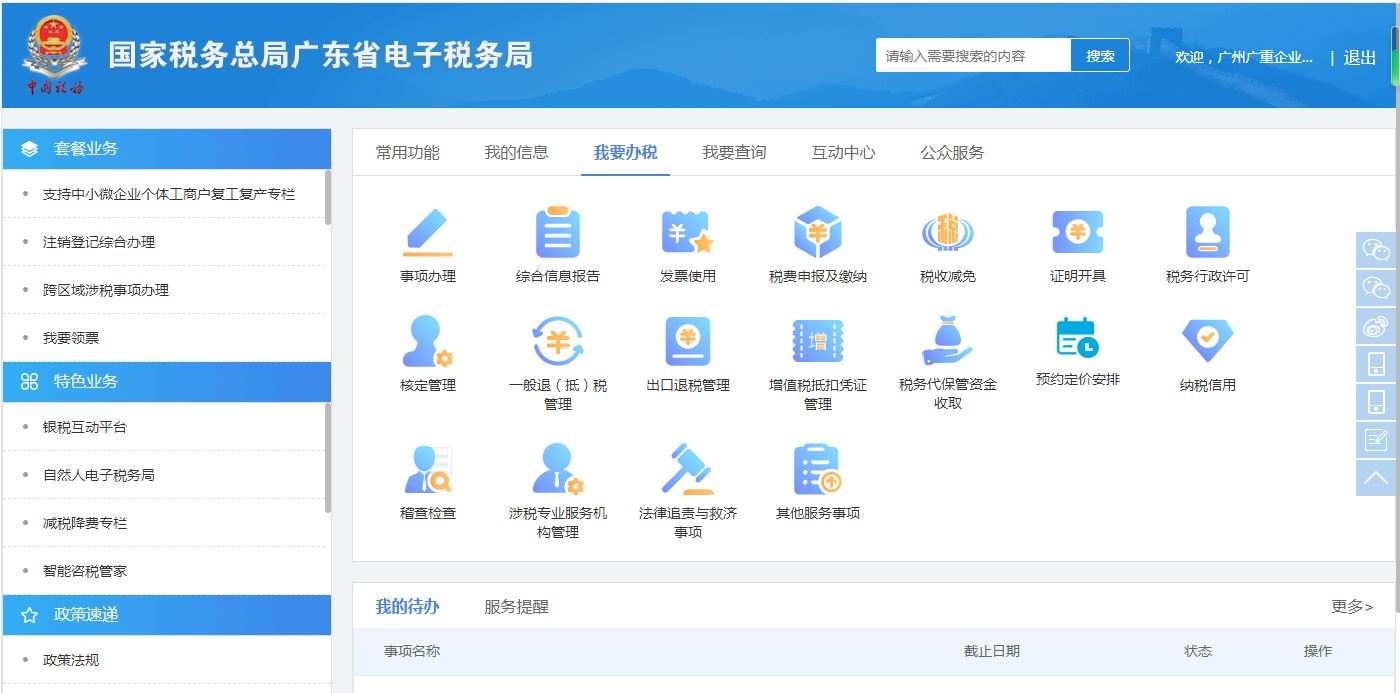 国家税务总局广东省电子税务局
中国税务
请输入需要搜索的内容
搜索
欢迎，广州广重企业...
| 退出
套餐业务
支持中小微企业个体工商户复工复产专栏
注销登记综合办理
跨区域涉税事项办理
我要领票
特色业务
银税互动平台
自然人电子税务局
减税降费专栏
智能咨税管家
政策速递
政策法规
常用功能
我的信息
我要办税
我要查询
互动中心
公众服务
事项办理
综合信息报告
发票使用
税费申报及缴纳
税收减免
证明开具
税务行政许可
核定管理
一般退（抵）税
管理
出口退税管理
增
增值税抵扣凭证
管理
税务代保管资金
收取
预约定价安排
纳税信用
稽查检查
涉税专业服务机
构管理
法律追责与救济
事项
其他服务事项
我的待办
服务提醒
更多>
事项名称
截止日期
状态
操作